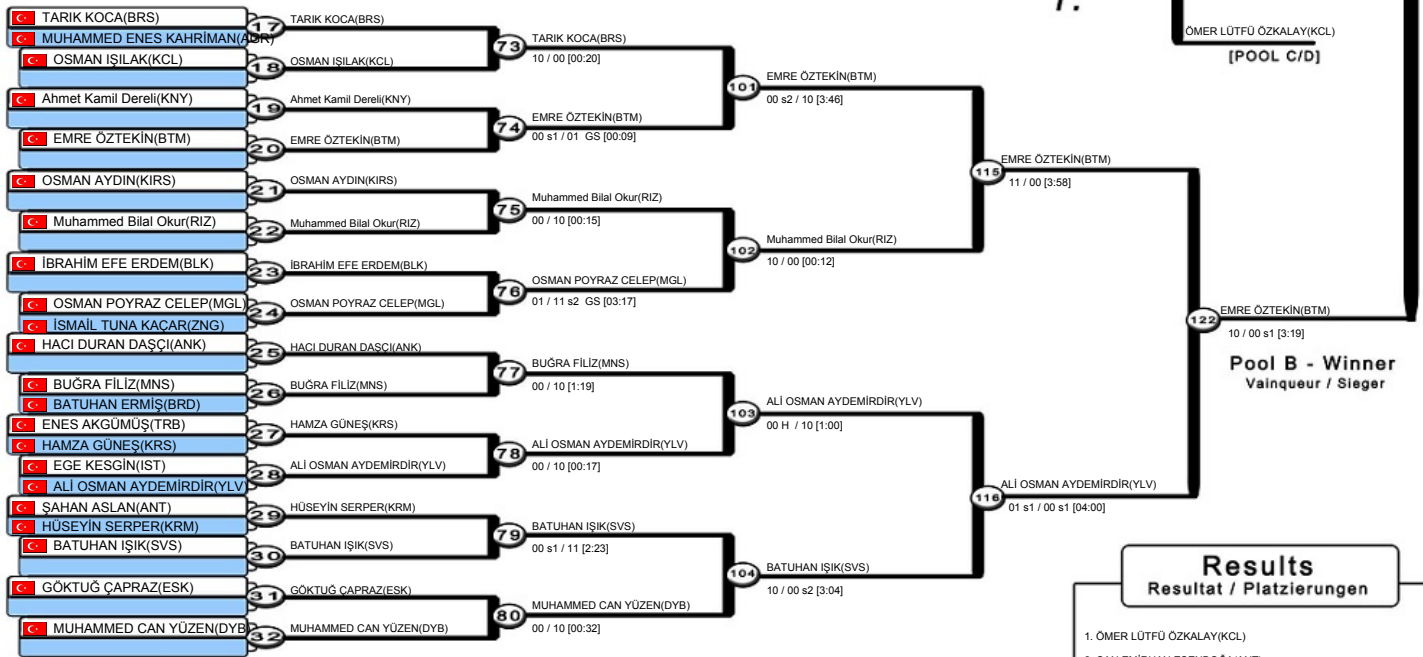 TARIK KOCA(BRS)
MUHAMMED ENES KAHRİMAN
OSMAN IŞILAK(KCL)
Ahmet Kamil Dereli(KNY)
EMRE ÖZTEKİN(BTM)
OSMAN AYDIN(KIRS)
Muhammed Bilal Okur(RIZ)
İBRAHİM EFE ERDEM(BLK)
OSMAN POYRAZ CELEP(MGL)
İSMAİL TUNA KAÇAR(ZNG)
HACI DURAN DAŞÇI(ANK)
BUĞRA FİLİZ(MNS)
BATUHAN ERMİŞ(BRD)
ENES AKGÜMÜŞ(TRB)
HAMZA GÜNEŞ(KRS)
EGE KESGİN(IST)
ALİ OSMAN AYDEMİRDİR(YLV
ŞAHAN ASLAN(ANT)
HÜSEYİN SERPER(KRM)
BATUHAN IŞIK(SVS)
GÖKTUĞ ÇAPRAZ(ESK)
MUHAMMED CAN YÜZEN(DYB)
17
TARIK KOCA(BRS)
18
OSMAN IŞILAK(KCL)
19
Ahmet Kamil Dereli(KNY)
20
EMRE ÖZTEKİN(BTM)
21
OSMAN AYDIN(KIRS)
22
Muhammed Bilal Okur(RIZ)
23
İBRAHİM EFE ERDEM(BLK)
24
OSMAN POYRAZ CELEP(MGL)
25
HACI DURAN DAŞÇI(ANK)
26
BUĞRA FİLİZ(MNS)
27
HAMZA GÜNEŞ(KRS)
28
ALİ OSMAN AYDEMİRDİR(YLV)
29
HÜSEYİN SERPER(KRM)
30
BATUHAN IŞIK(SVS)
31
GÖKTUĞ ÇAPRAZ(ESK)
32
MUHAMMED CAN YÜZEN(DYB)
73
TARIK KOCA(BRS)
10 / 00 [00:20]
74
EMRE ÖZTEKİN(BTM)
00 s1 / 01 GS [00:09]
75
Muhammed Bilal Okur(RIZ)
00 / 10 [00:15]
76
OSMAN POYRAZ CELEP(MGL)
01 / 11 s2 GS [03:17]
77
BUĞRA FİLİZ(MNS)
00 / 10 [1:19]
78
ALİ OSMAN AYDEMİRDİR(YLV)
00 / 10 [00:17]
79
BATUHAN IŞIK(SVS)
00 s1 / 11 [2:23]
80
MUHAMMED CAN YÜZEN(DYB)
00 / 10 [00:32]
101
EMRE ÖZTEKİN(BTM)
00 s2 / 10 [3:46]
102
Muhammed Bilal Okur(RIZ)
10 / 00 [00:12]
103
ALİ OSMAN AYDEMİRDİR(YLV)
00 H / 10 [1:00]
104
BATUHAN IŞIK(SVS)
10 / 00 s2 [3:04]
115
EMRE ÖZTEKİN(BTM)
11 / 00 [3:58]
116
ALİ OSMAN AYDEMİRDİR(YLV)
01 s1 / 00 s1 [04:00]
122
EMRE ÖZTEKİN(BTM)
10 / 00 s1 [3:19]
Pool B - Winner
Vainqueur / Sieger
ÖMER LÜTFÜ ÖZKALAY(KCL)
[POOL C/D]
Results
Resultat / Platzierungen
1. ÖMER LÜTFÜ ÖZKALAY(KCL)